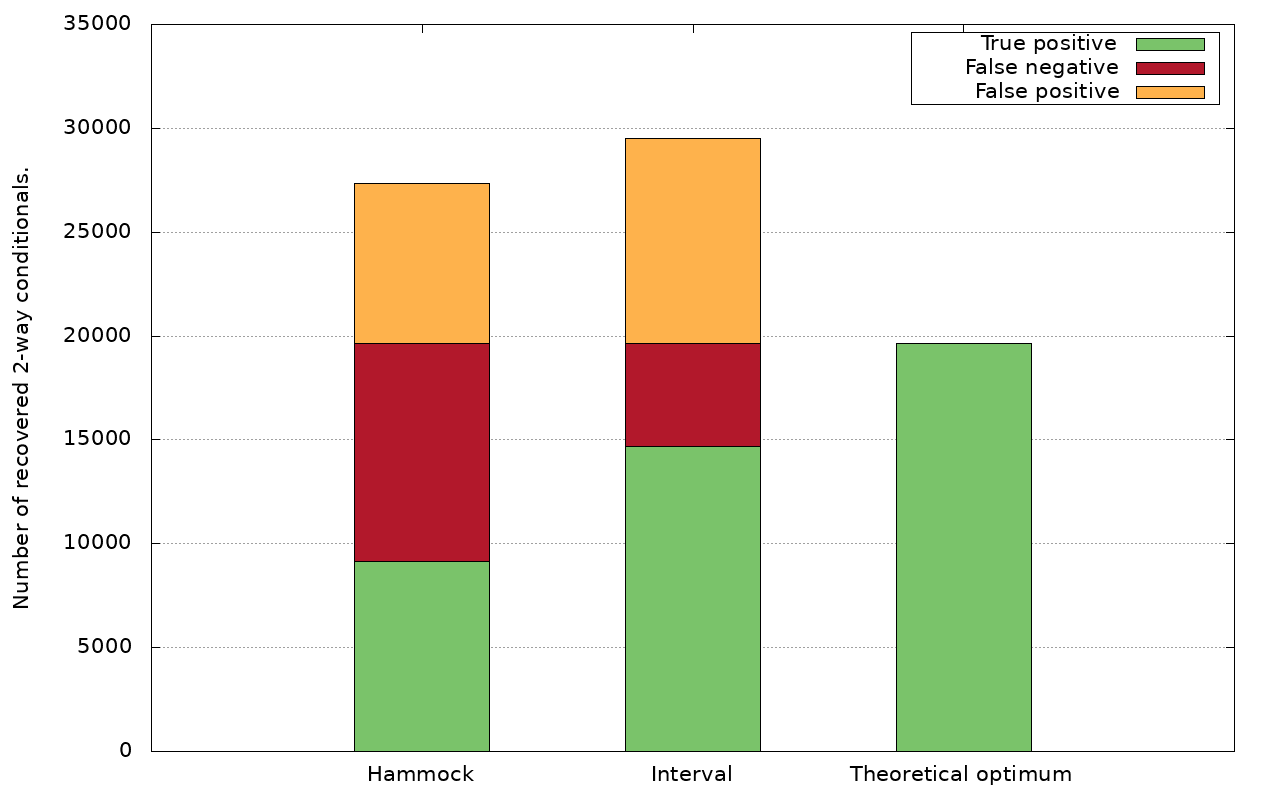 35000
30000
25000
20000
15000
10000
5000
0
Number of recovered 2-way conditionals.
True positive
False negative
False positive
Hammock
Interval
Theoretical optimum